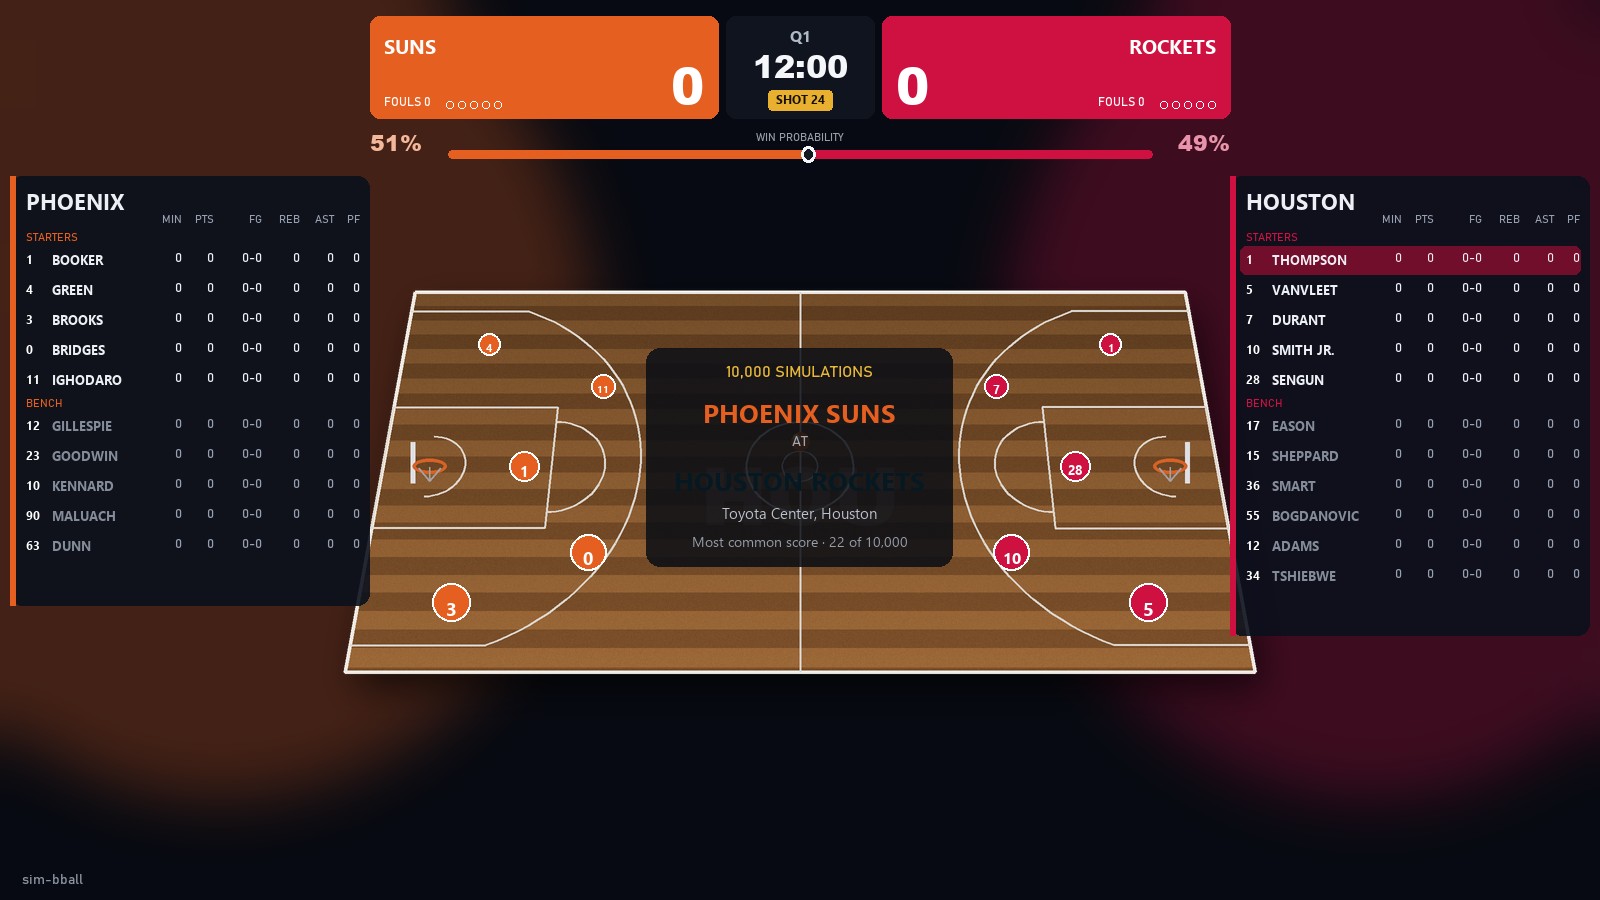 SUNS
0
FOULS 0
Q1
12:00
SHOT 24
ROCKETS
0
FOULS 0
51%
WIN PROBABILITY
49%
PHOENIX
MIN PTS FG REB AST PF
STARTERS
1 BOOKER 0 0 0-0 0 0 0
4 GREEN 0 0 0-0 0 0 0
3 BROOKS 0 0 0-0 0 0 0
0 BRIDGES 0 0 0-0 0 0 0
11 IGHODARO 0 0 0-0 0 0 0
BENCH
12 GILLESPIE 0 0 0-0 0 0 0
23 GOODWIN 0 0 0-0 0 0 0
10 KENNARD 0 0 0-0 0 0 0
90 MALUACH 0 0 0-0 0 0 0
63 DUNN 0 0 0-0 0 0 0
4
11
1
0
3
10,000 SIMULATIONS
PHOENIX SUNS
AT
HOUSTON ROCKETS
Toyota Center, Houston
Most common score · 22 of 10,000
1
7
28
10
5
HOUSTON
MIN PTS FG REB AST PF
STARTERS
1 THOMPSON 0 0 0-0 0 0 0
5 VANVLEET 0 0 0-0 0 0 0
7 DURANT 0 0 0-0 0 0 0
10 SMITH JR. 0 0 0-0 0 0 0
28 SENGUN 0 0 0-0 0 0 0
BENCH
17 EASON 0 0 0-0 0 0 0
15 SHEPPARD 0 0 0-0 0 0 0
36 SMART 0 0 0-0 0 0 0
55 BOGDANOVIC 0 0 0-0 0 0 0
12 ADAMS 0 0 0-0 0 0 0
34 TSHIEBWE 0 0 0-0 0 0 0
sim-bball